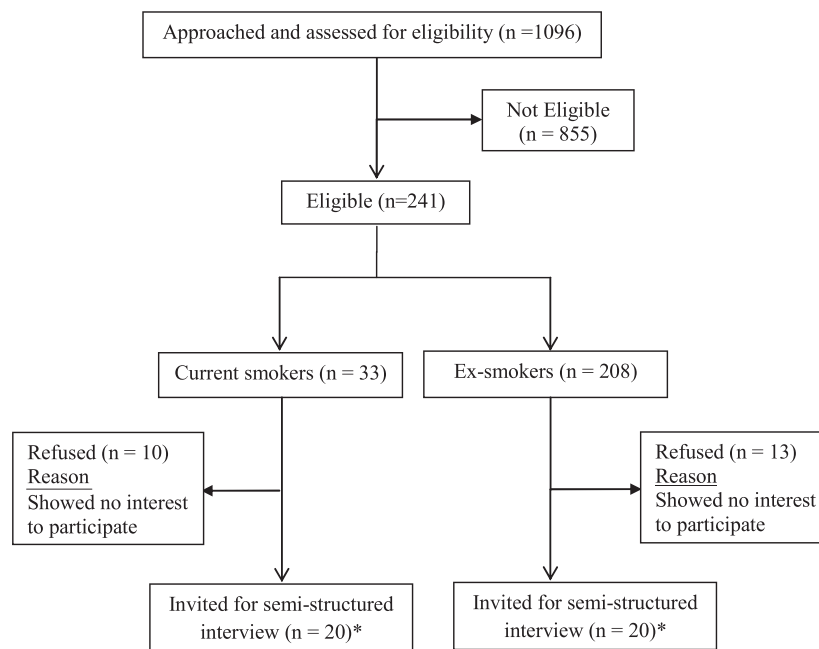 Approached and assessed for eligibility (n =1096)
Not Eligible
(n = 855)
Eligible (n=241)
Current smokers (n = 33)
Ex-smokers (n = 208)
Refused (n = 10)
Reason
Showed no interest
to participate
Refused (n = 13)
Reason
Showed no interest
to participate
Invited for semi-structured
interview (n = 20)*
Invited for semi-structured
interview (n = 20)*